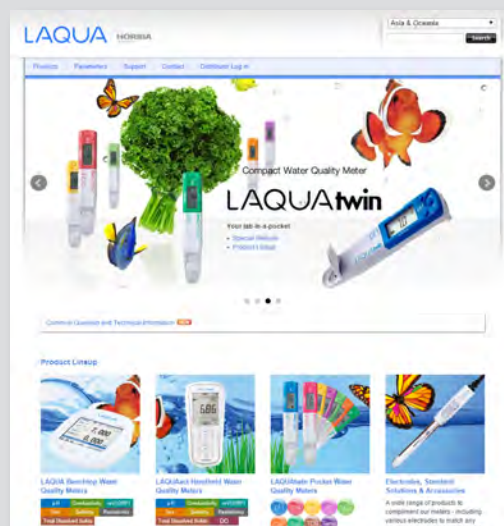 LAQUA HORIBA
Asia & Oceania
Search
Products Parameters Support Contact Distributor Log in
Compact Water Quality Meter
LAQUAtwin
Your lab-in-a-pocket
Special Website
Product Detail
Common Question and Technical Information
Product Lineup
LAQUA Benchtop Water
Quality Meters
LAQUAact Handheld Water
Quality Meters
LAQUAtwin Pocket Water
Quality Meters
Electrodes, Standard
Solutions & Accessories
pH Conductivity
Ion Salinity Resistivity
Total Dissolved Solids
pH Conductivity
Ion Salinity Resistivity
Total Dissolved Solids DO
A wide range of products to
compliment our meters - including
various electrodes to match any